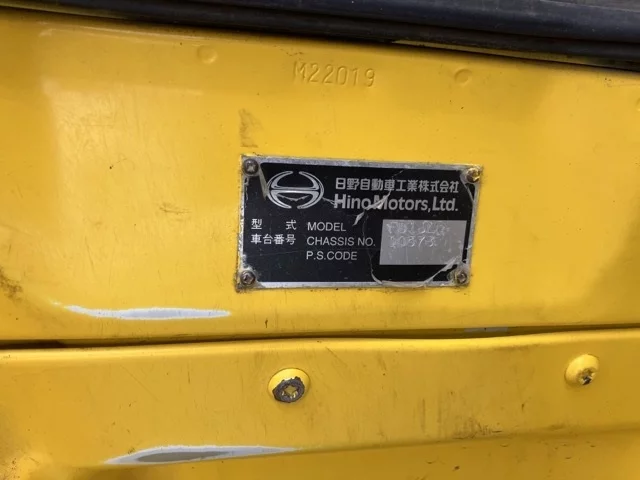 M22019
日野自動車工業株式会社
Hino Motors, Ltd.
型 式 MODEL
車台番号 CHASSIS NO.
P.S.CODE